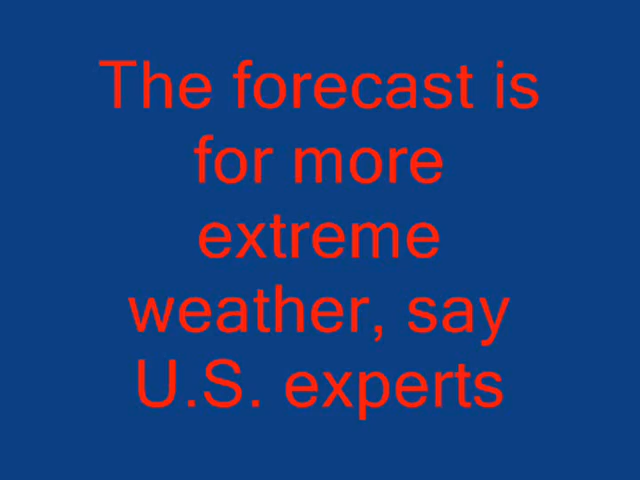 The forecast is
for more
extreme
weather, say
U.S. experts